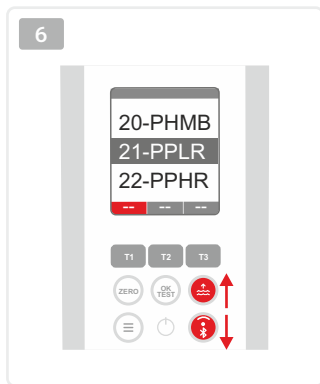 6
20-PHMB
21-PPLR
22-PPHR
-- -- --
T1 T2 T3
ZERO OK TEST